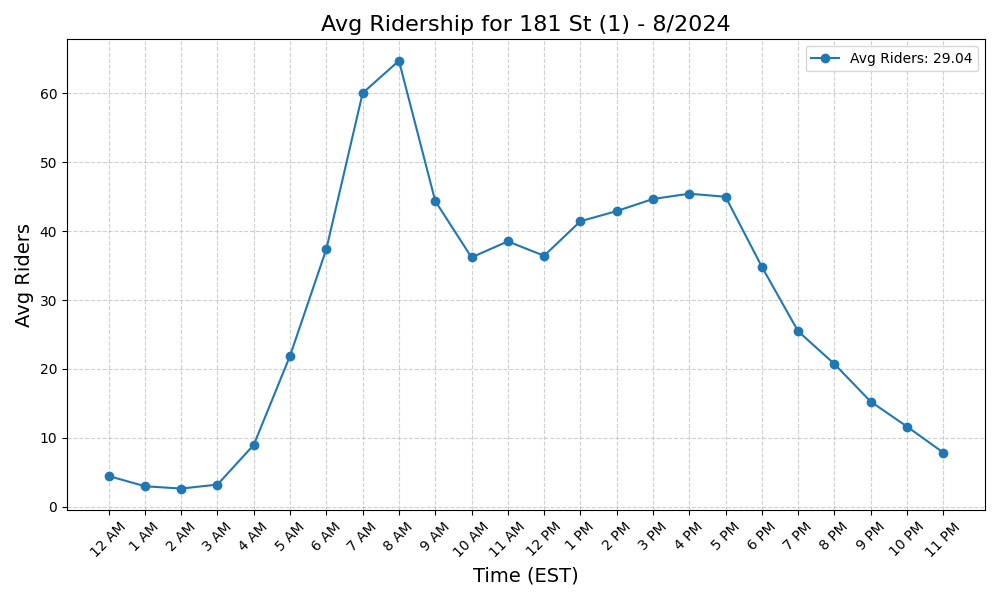 Avg Ridership for 181 St (1) - 8/2024
Avg Riders: 29.04
Avg Riders
60
50
40
30
20
10
0
12 AM
1 AM
2 AM
3 AM
4 AM
5 AM
6 AM
7 AM
8 AM
9 AM
10 AM
11 AM
12 PM
1 PM
2 PM
3 PM
4 PM
5 PM
6 PM
7 PM
8 PM
9 PM
10 PM
11 PM
Time (EST)